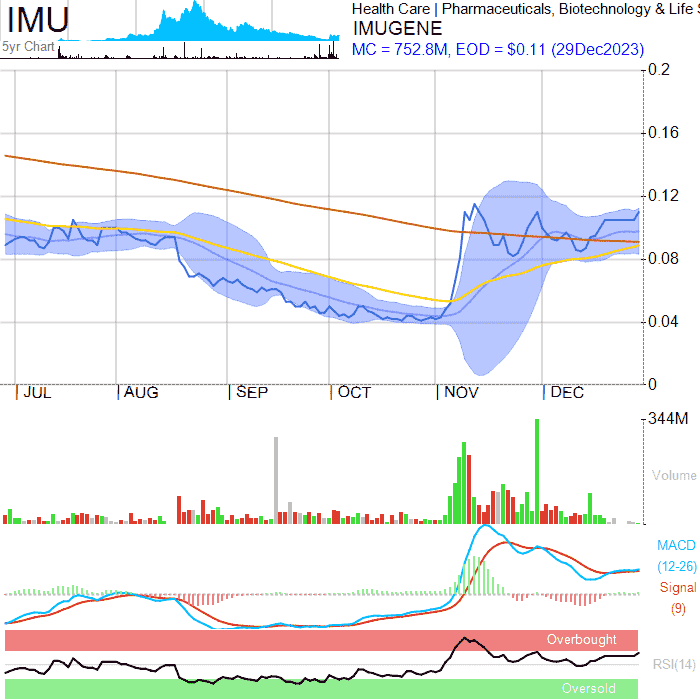 IMU
5yr Chart
Health Care | Pharmaceuticals, Biotechnology & Life S
IMUGENE
MC = 752.8M, EOD = $0.11 (29Dec2023)
0.2
0.16
0.12
0.08
0.04
0
JUL AUG SEP OCT NOV DEC
344M
Volume
MACD
(12-26)
Signal
(9)
Overbought
RSI(14)
Oversold